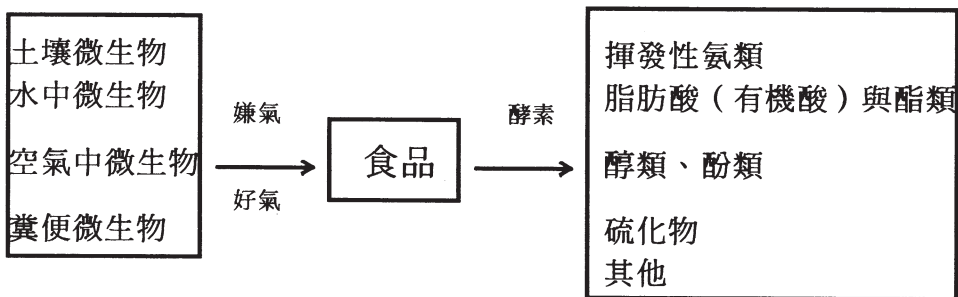 土壤微生物
水中微生物
空氣中微生物
糞便微生物
嫌氣
好氣
食品
酵素
揮發性氨類
脂肪酸（有機酸）與酯類
醇類、酚類
硫化物
其他